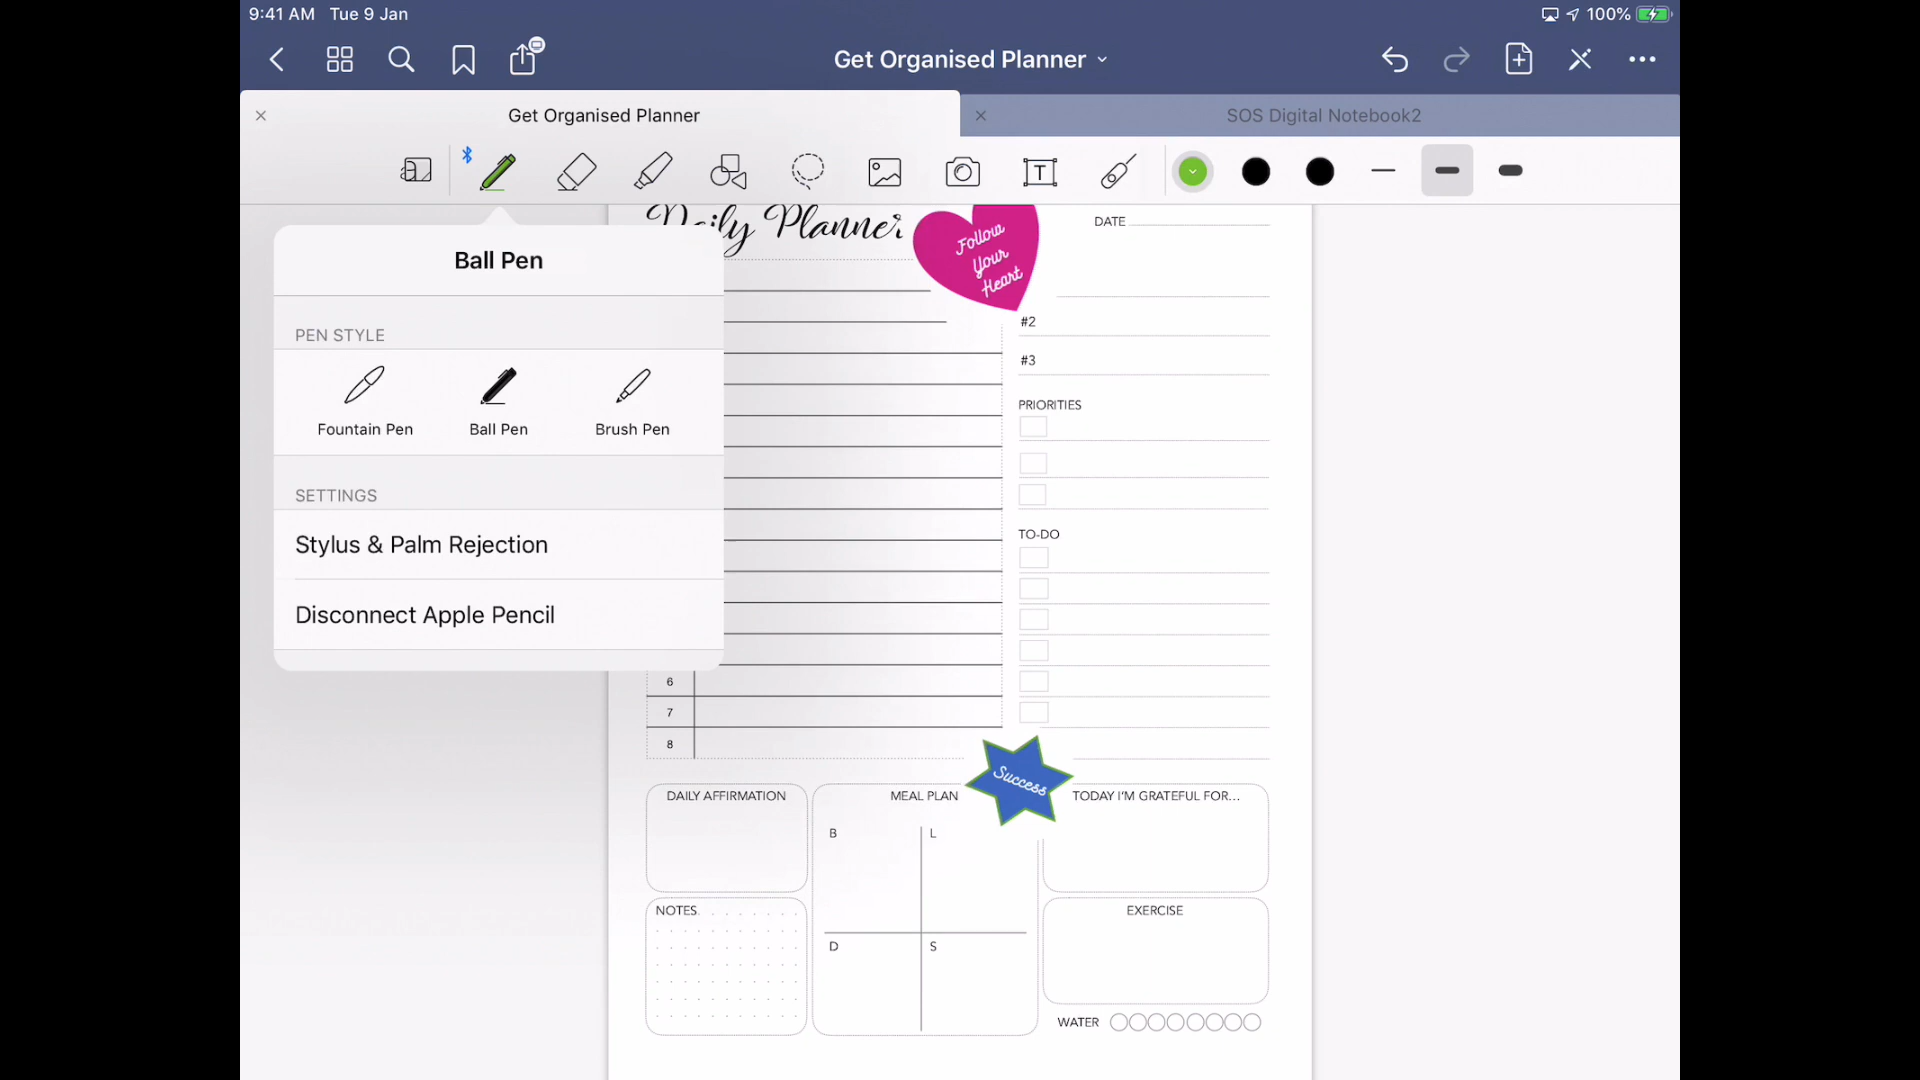 9:41 AM Tue 9 Jan
100%
Get Organised Planner
Get Organised Planner
SOS Digital Notebook2
T
Daily Planner
Follow
Your
Heart
DATE
Ball Pen
PEN STYLE
Fountain Pen
Ball Pen
Brush Pen
SETTINGS
Stylus & Palm Rejection
Disconnect Apple Pencil
#2
#3
PRIORITIES
TO-DO
6
7
8
Success
DAILY AFFIRMATION
MEAL PLAN
B
L
D
S
TODAY I'M GRATEFUL FOR...
NOTES
EXERCISE
WATER